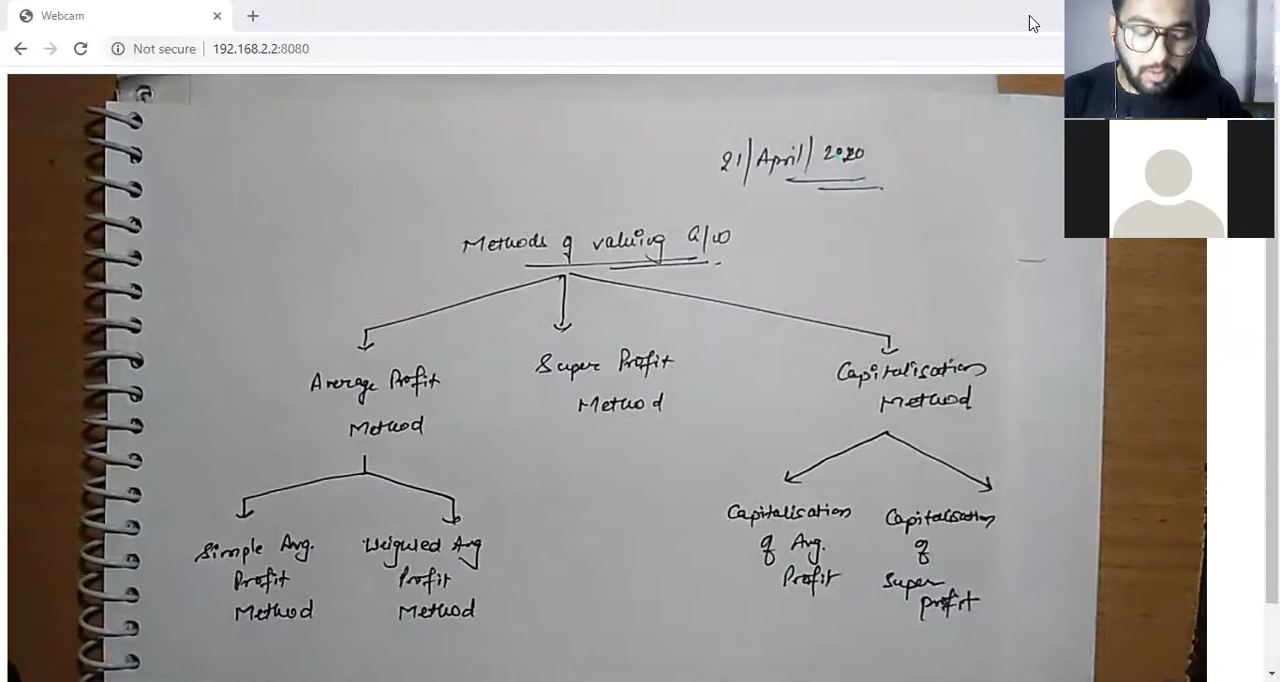 Webcam
Not secure
192.168.2.2:8080
21/April/2020
Methods of valuing G/W
Average Profit
Method
Super Profit
Method
Capitalisation
Method
Simple Avg.
Profit
Method
Weighted Avg
Profit
Method
Capitalisation
of Avg.
Profit
Capitalisation
of
Super
profit